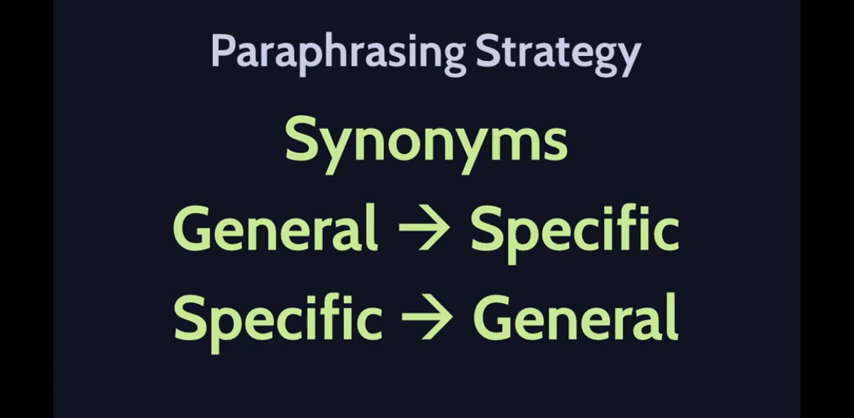 Paraphrasing Strategy
Synonyms
General → Specific
Specific → General